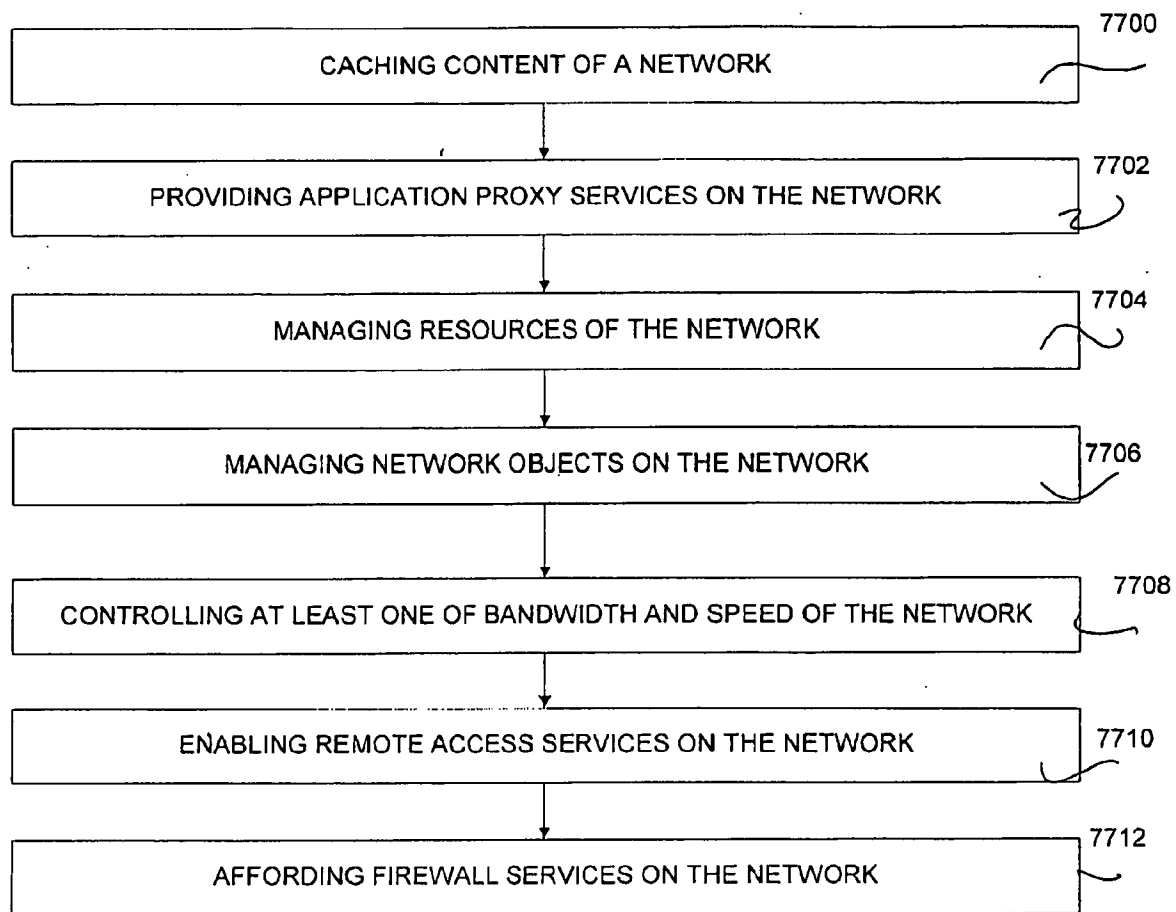 7700
CACHING CONTENT OF A NETWORK
7702
PROVIDING APPLICATION PROXY SERVICES ON THE NETWORK
7704
MANAGING RESOURCES OF THE NETWORK
7706
MANAGING NETWORK OBJECTS ON THE NETWORK
7708
CONTROLLING AT LEAST ONE OF BANDWIDTH AND SPEED OF THE NETWORK
7710
ENABLING REMOTE ACCESS SERVICES ON THE NETWORK
7712
AFFORDING FIREWALL SERVICES ON THE NETWORK